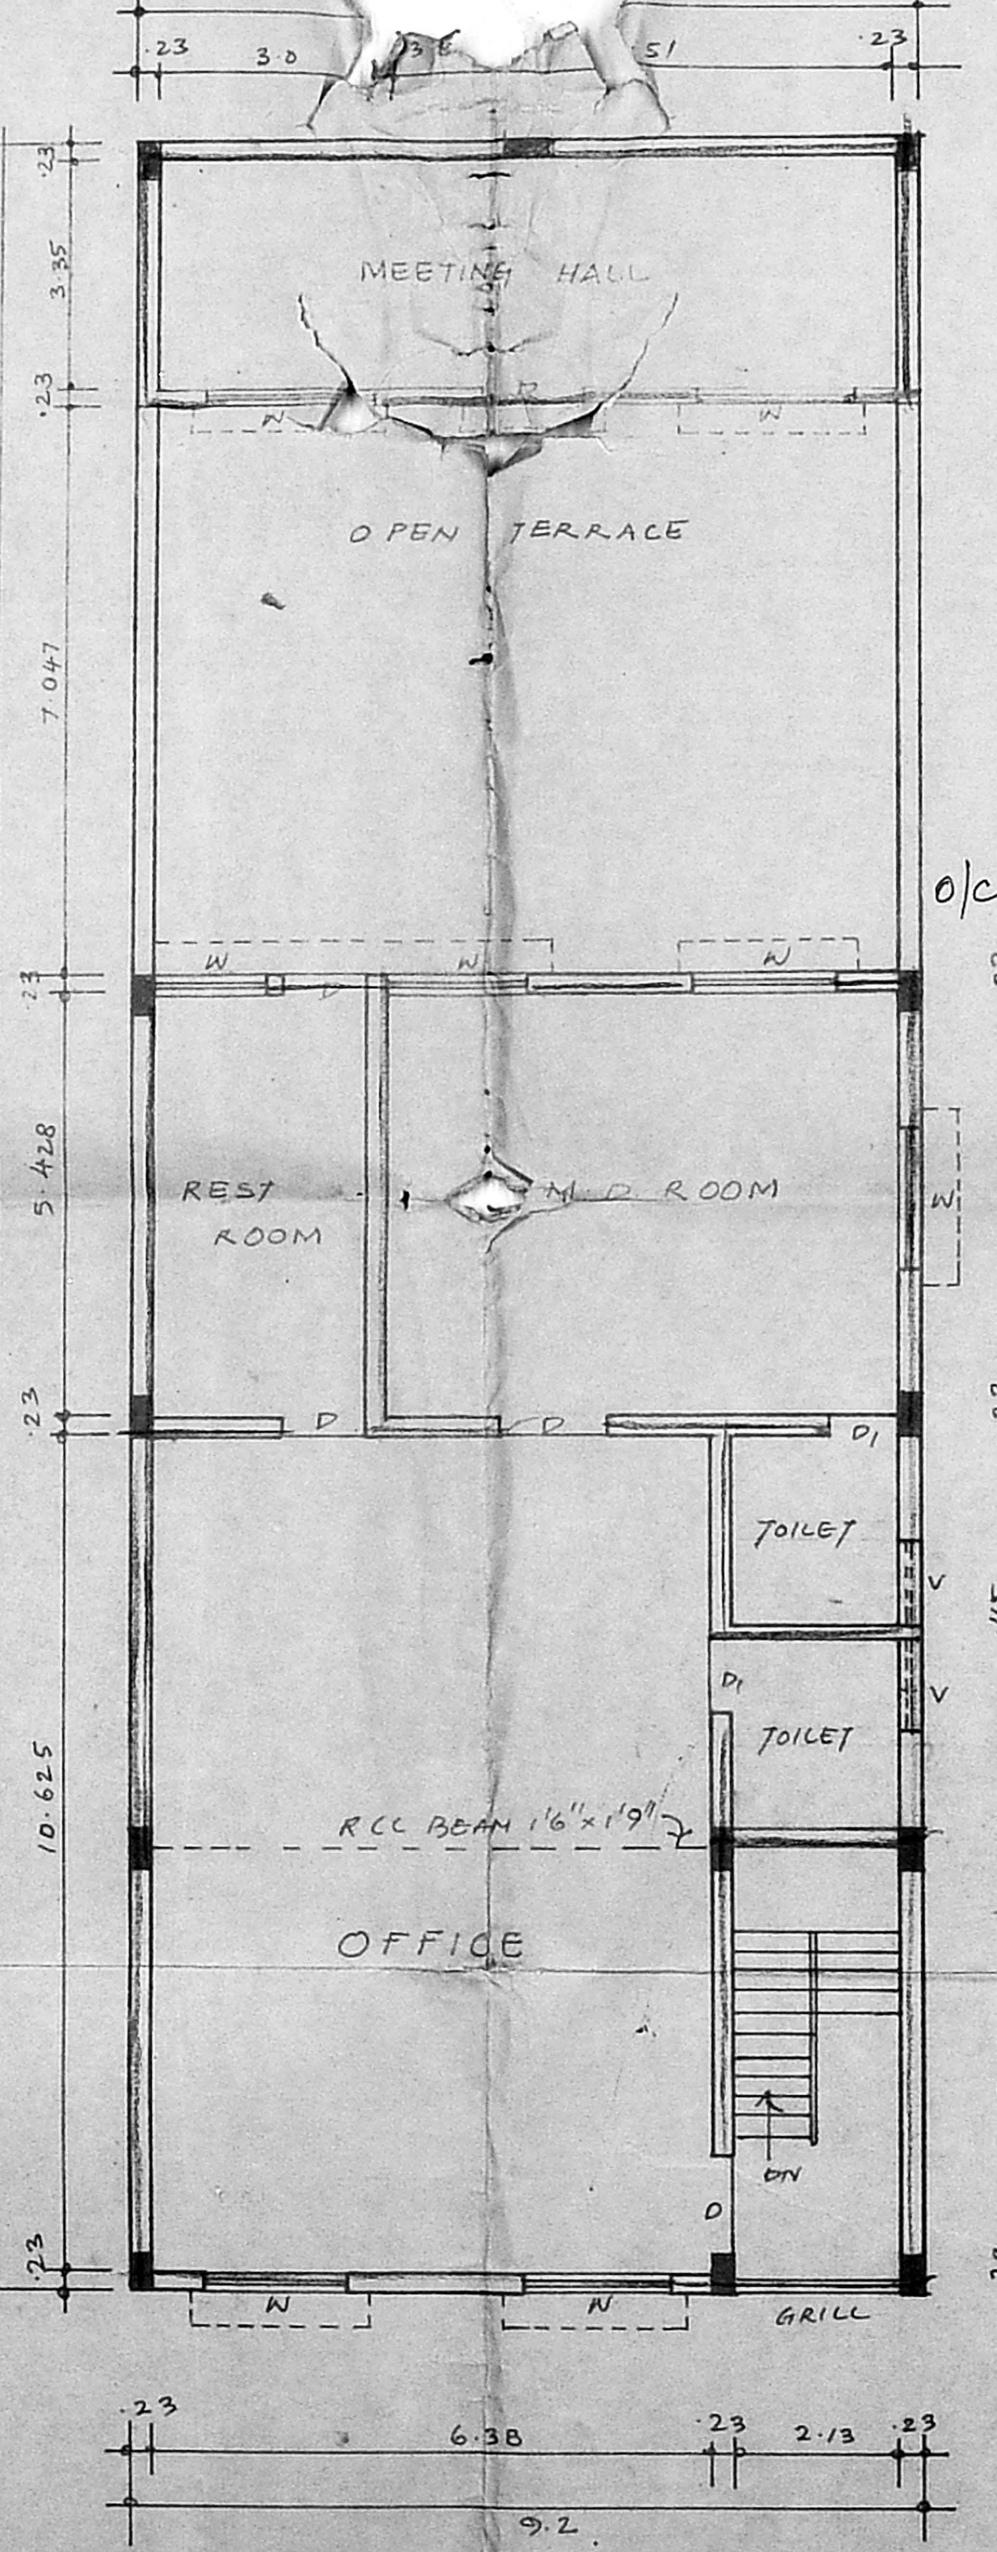 .23
3.0
51
.23
.23
3.35
MEETING HALL
.23
W
D
W
OPEN TERRACE
7.047
O/C
W
W
W
.23
5.428
REST
ROOM
M.D ROOM
W
.23
D
D
D1
TOILET
V
D1
V
TOILET
10.625
RCC BEAM 1'6"x1'9"
OFFICE
DN
D
.23
W
W
GRILL
.23
6.38
.23
2.13
.23
9.2